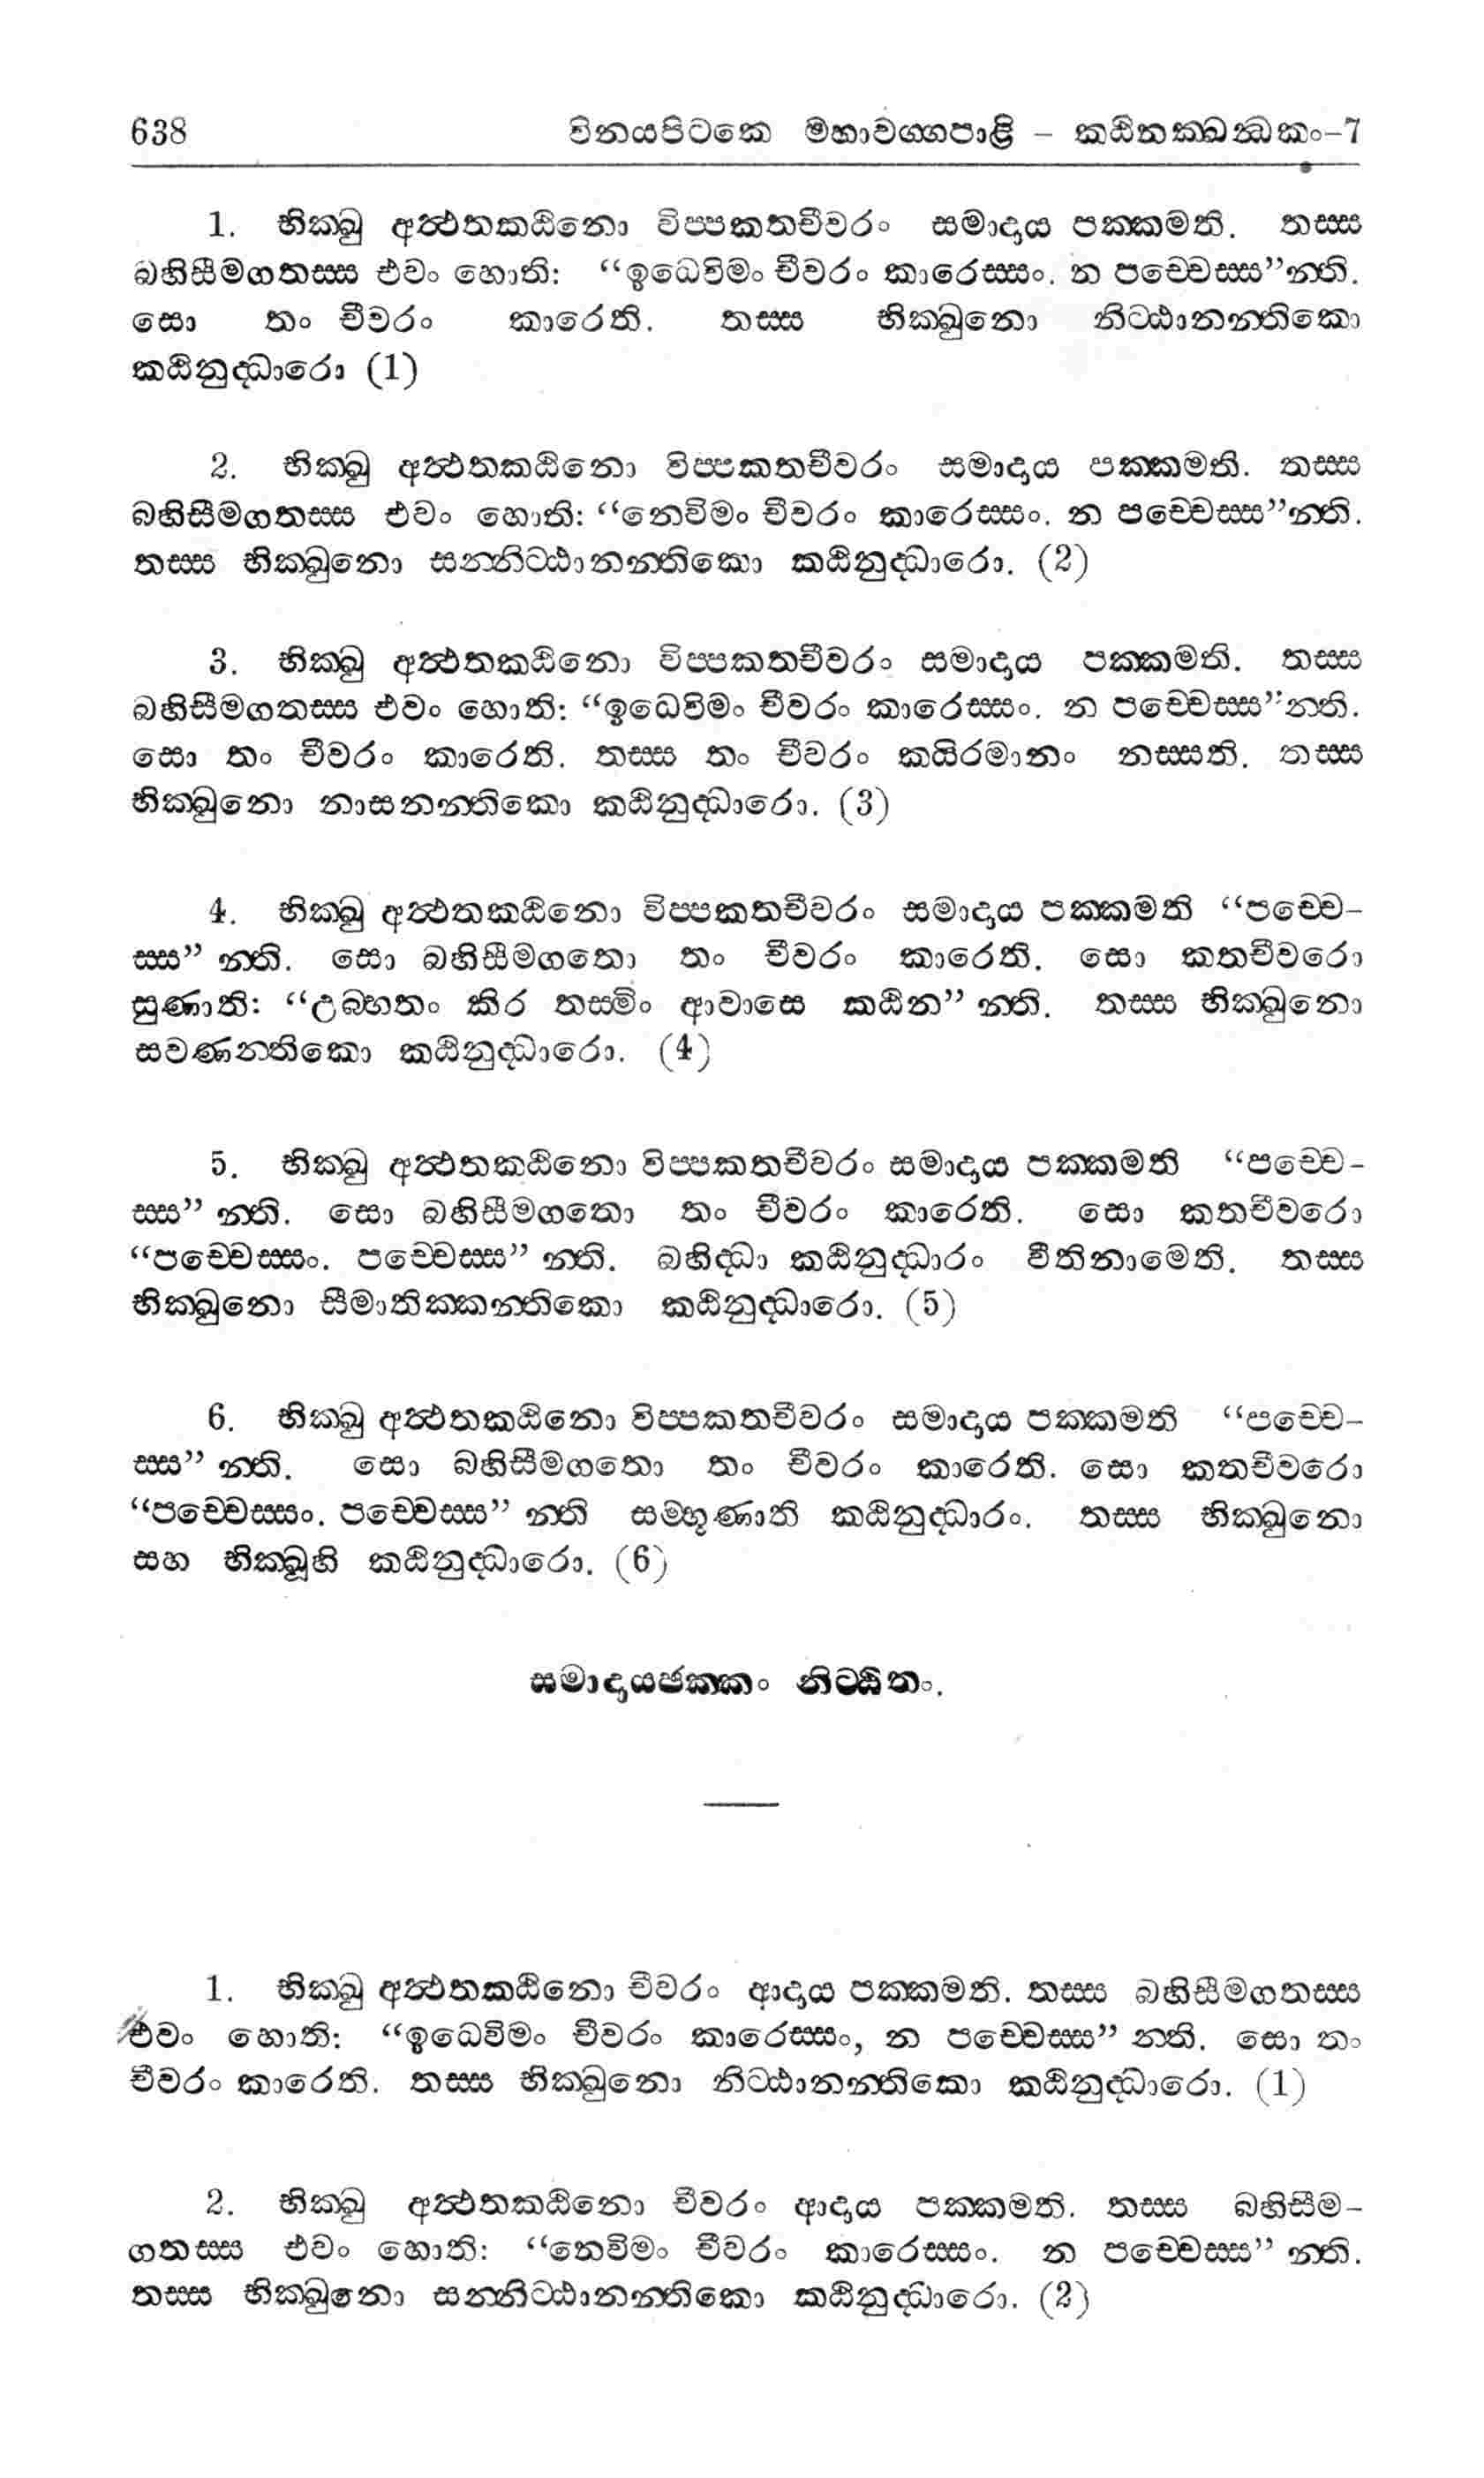 638 විනයපිටකෙ මහාවග්ගපාළි – කඨිනක්ඛන්ධකං–7
1. භික්ඛු අත්ථතකඨිනො විප්පකතචීවරං සමාදාය පක්කමති. තස්ස
බහිසීමගතස්ස එවං හොති: “ඉධෙවිමං චීවරං කාරෙස්සං. න පච්චෙස්ස”න්ති.
සො තං චීවරං කාරෙති. තස්ස භික්ඛුනො නිට්ඨානන්තිකො
කඨිනුද්ධාරො (1)
2. භික්ඛු අත්ථතකඨිනො විප්පකතචීවරං සමාදාය පක්කමති. තස්ස
බහිසීමගතස්ස එවං හොති: “නෙවිමං චීවරං කාරෙස්සං. න පච්චෙස්ස”න්ති.
තස්ස භික්ඛුනො සන්නිට්ඨානන්තිකො කඨිනුද්ධාරො. (2)
3. භික්ඛු අත්ථතකඨිනො විප්පකතචීවරං සමාදාය පක්කමති. තස්ස
බහිසීමගතස්ස එවං හොති: “ඉධෙවිමං චීවරං කාරෙස්සං. න පච්චෙස්ස”න්ති.
සො තං චීවරං කාරෙති. තස්ස තං චීවරං කයිරමානං නස්සති. තස්ස
භික්ඛුනො නාසනන්තිකො කඨිනුද්ධාරො. (3)
4. භික්ඛු අත්ථතකඨිනො විප්පකතචීවරං සමාදාය පක්කමති “පච්චෙ–
ස්ස” න්ති. සො බහිසීමගතො තං චීවරං කාරෙති. සො කතචීවරො
සුණාති: “උබ්භතං කිර තස්මිං ආවාසෙ කඨින” න්ති. තස්ස භික්ඛුනො
සවණන්තිකො කඨිනුද්ධාරො. (4)
5. භික්ඛු අත්ථතකඨිනො විප්පකතචීවරං සමාදාය පක්කමති “පච්චෙ–
ස්ස” න්ති. සො බහිසීමගතො තං චීවරං කාරෙති. සො කතචීවරො
“පච්චෙස්සං. පච්චෙස්ස” න්ති. බහිද්ධා කඨිනුද්ධාරං වීතිනාමෙති. තස්ස
භික්ඛුනො සීමාතික්කන්තිකො කඨිනුද්ධාරො. (5)
6. භික්ඛු අත්ථතකඨිනො විප්පකතචීවරං සමාදාය පක්කමති “පච්චෙ–
ස්ස” න්ති. සො බහිසීමගතො තං චීවරං කාරෙති. සො කතචීවරො
“පච්චෙස්සං. පච්චෙස්ස” න්ති සම්භුණාති කඨිනුද්ධාරං. තස්ස භික්ඛුනො
සහ භික්ඛූහි කඨිනුද්ධාරො. (6)
සමාදායඡක්කං නිට්ඨිතං.
1. භික්ඛු අත්ථතකඨිනො චීවරං ආදාය පක්කමති. තස්ස බහිසීමගතස්ස
එවං හොති: “ඉධෙවිමං චීවරං කාරෙස්සං, න පච්චෙස්ස” න්ති. සො තං
චීවරං කාරෙති. තස්ස භික්ඛුනො නිට්ඨානන්තිකො කඨිනුද්ධාරො. (1)
2. භික්ඛු අත්ථතකඨිනො චීවරං ආදාය පක්කමති. තස්ස බහිසීම–
ගතස්ස එවං හොති: “නෙවිමං චීවරං කාරෙස්සං. න පච්චෙස්ස” න්ති.
තස්ස භික්ඛුනො සන්නිට්ඨානන්තිකො කඨිනුද්ධාරො. (2)